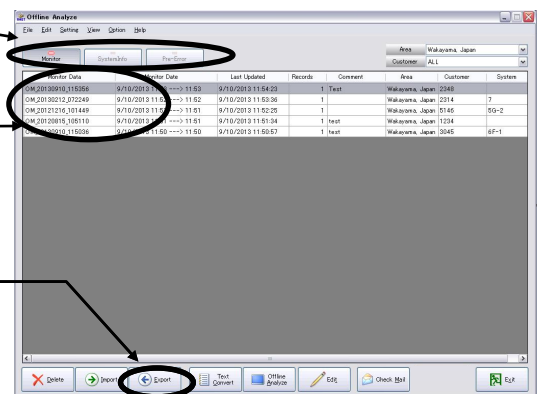 Offline Analyze
File Edit Setting View Option Help
Monitor SystemInfo Pre-Error
Area Wakayama, Japan
Customer ALL
Monitor Data Monitor Date Last Updated Records Comment Area Customer System
OM_20130910_115356 9/10/2013 11:53 ---> 11:53 9/10/2013 11:54:23 1 Test Wakayama, Japan 2348
OM_20130212_072249 9/10/2013 11:52 ---> 11:52 9/10/2013 11:53:36 1 Wakayama, Japan 2314 7
OM_20121216_101449 9/10/2013 11:52 ---> 11:52 9/10/2013 11:52:25 1 Wakayama, Japan 5146 5G-2
OM_20120815_105110 9/10/2013 11:51 ---> 11:51 9/10/2013 11:51:34 1 test Wakayama, Japan 1234
OM_20130910_115036 9/10/2013 11:50 ---> 11:50 9/10/2013 11:50:57 1 test Wakayama, Japan 3045 6F-1
Delete Import Export Text Convert Offline Analyze Edit Check Mail Exit